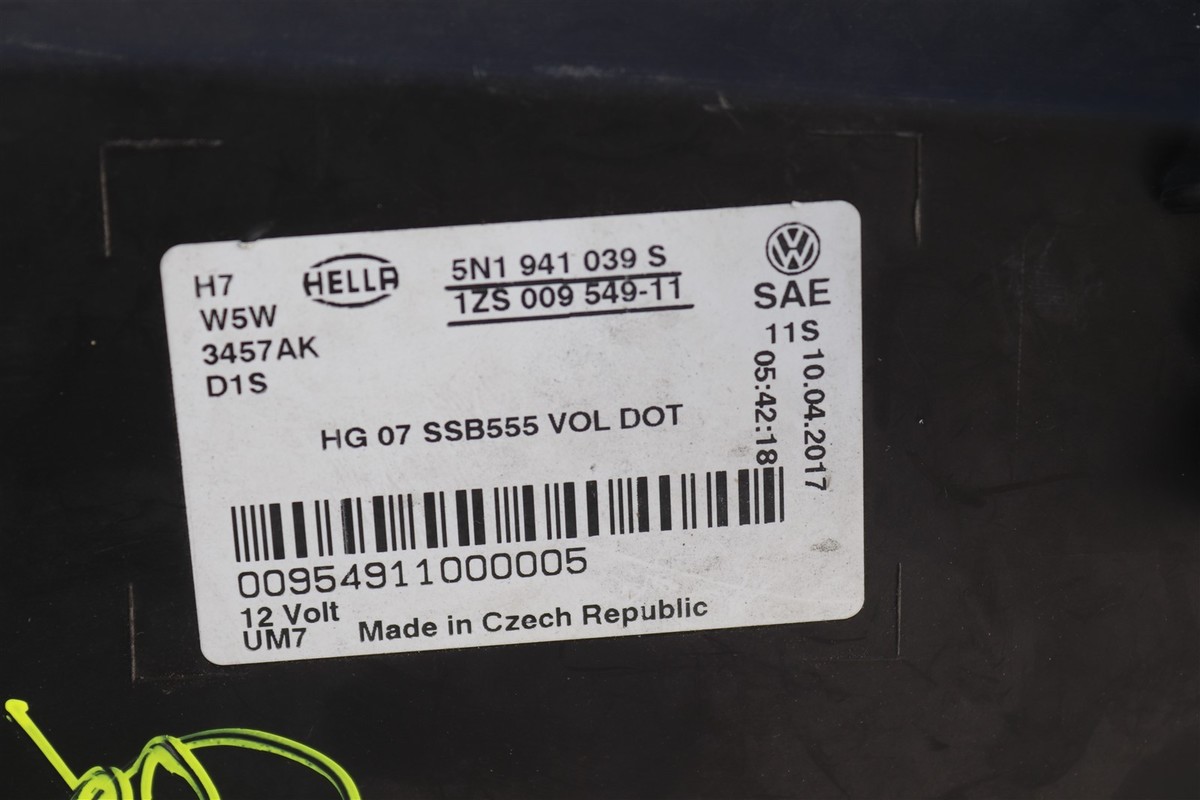 H7
W5W
3457AK
D1S
HELLA
5N1 941 039 S
1ZS 009 549-11
VW
SAE
11S
10.04.2017
05:42:18
HG 07 SSB555 VOL DOT
00954911000005
12 Volt
UM7
Made in Czech Republic